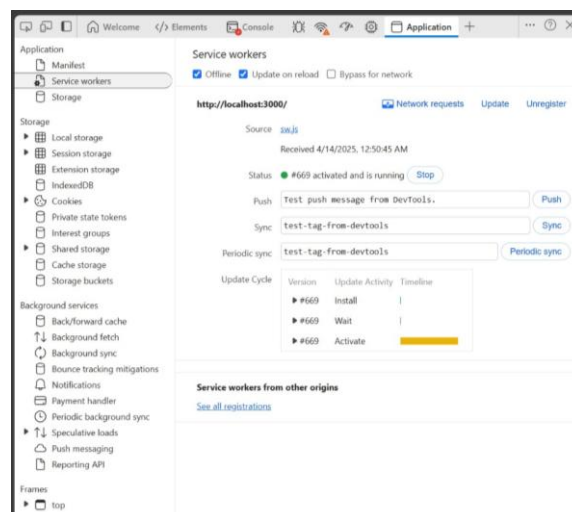 Welcome
Elements
Console
Application
Application
Manifest
Service workers
Storage
Storage
Local storage
Session storage
Extension storage
IndexedDB
Cookies
Private state tokens
Interest groups
Shared storage
Cache storage
Storage buckets
Background services
Back/forward cache
Background fetch
Background sync
Bounce tracking mitigations
Notifications
Payment handler
Periodic background sync
Speculative loads
Push messaging
Reporting API
Frames
top
Service workers
Offline Update on reload Bypass for network
http://localhost:3000/ Network requests Update Unregister
Source sw.js
Received 4/14/2025, 12:50:45 AM
Status #669 activated and is running Stop
Push Test push message from DevTools. Push
Sync test-tag-from-devtools Sync
Periodic sync test-tag-from-devtools Periodic sync
Update Cycle Version Update Activity Timeline
#669 Install
#669 Wait
#669 Activate
Service workers from other origins
See all registrations